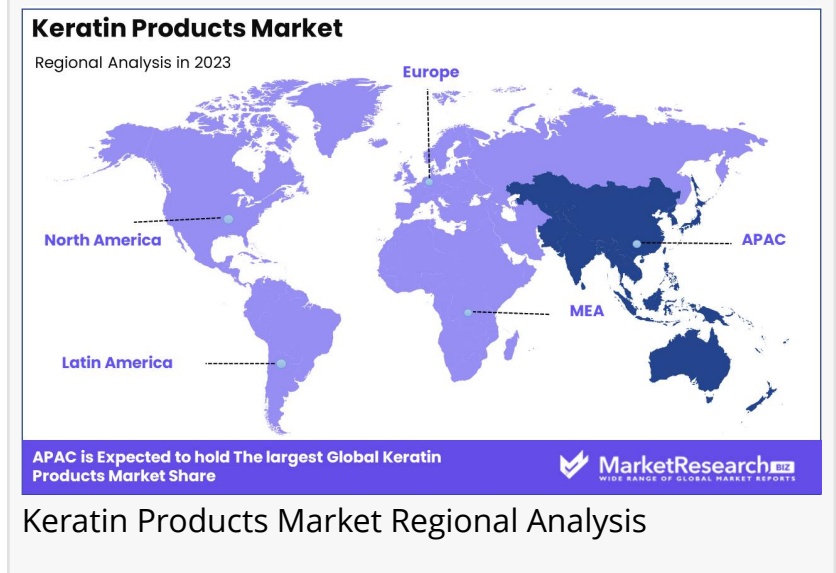 Keratin Products Market
Regional Analysis in 2023
Europe
North America
APAC
MEA
Latin America
APAC is Expected to hold The largest Global Keratin
Products Market Share
MarketResearch BIZ
WIDE RANGE OF GLOBAL MARKET REPORTS
Keratin Products Market Regional Analysis